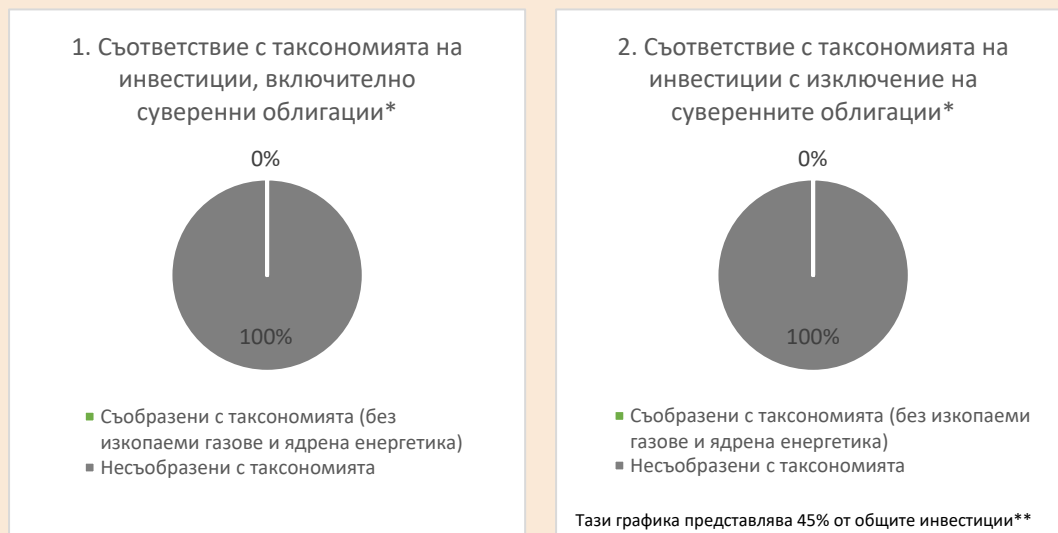 1. Съответствие с таксономията на
инвестиции, включително
суверенни облигации*
0%
100%
Съобразени с таксономията (без
изкопаеми газове и ядрена енергетика)
Несъобразени с таксономията
2. Съответствие с таксономията на
инвестиции с изключение на
суверенните облигации*
0%
100%
Съобразени с таксономията (без изкопаеми
газове и ядрена енергетика)
Несъобразени с таксономията
Тази графика представлява 45% от общите инвестиции**